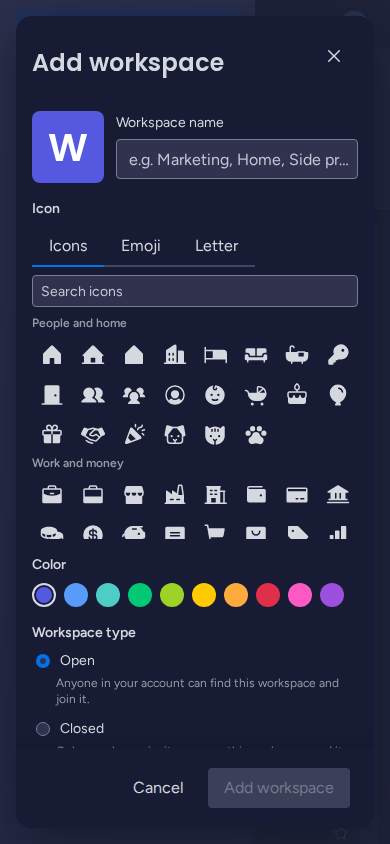 Add workspace
W
Workspace name
e.g. Marketing, Home, Side pr...
Icon
Icons
Emoji
Letter
Search icons
People and home
Work and money
Color
Workspace type
Open
Anyone in your account can find this workspace and
join it.
Closed
Cancel
Add workspace